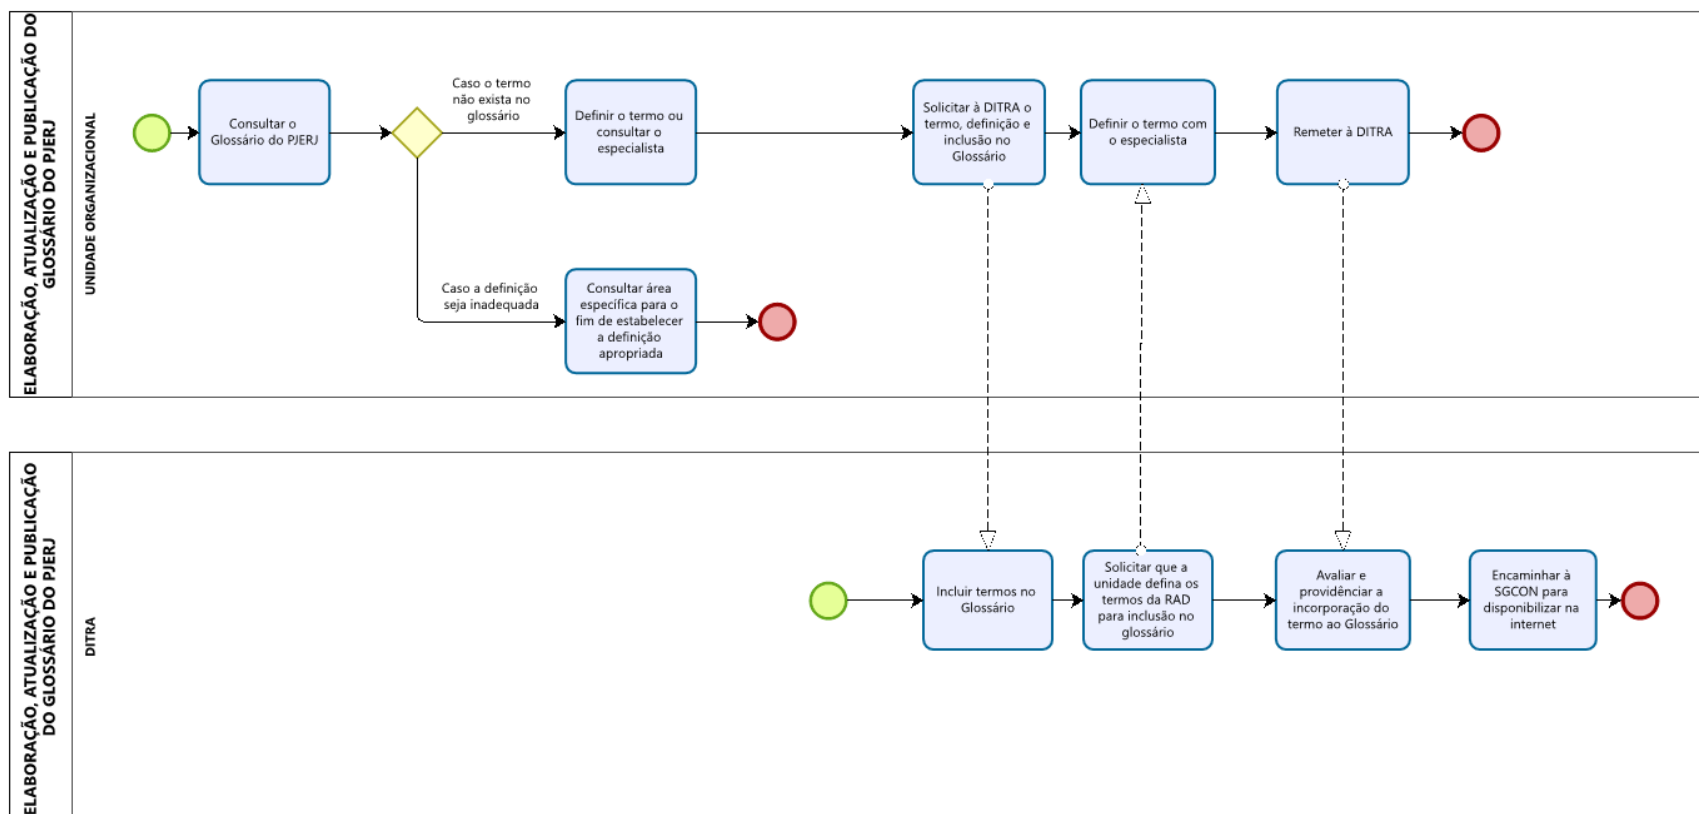 ELABORAÇÃO, ATUALIZAÇÃO E PUBLICAÇÃO DO
GLOSSÁRIO DO PJERJ
UNIDADE ORGANIZACIONAL
Consultar o
Glossário do PJERJ
Caso o termo
não exista no
glossário
Definir o termo ou
consultar o
especialista
Solicitar à DITRA o
termo, definição e
inclusão no
Glossário
Definir o termo com
o especialista
Remeter à DITRA
Caso a definição
seja inadequada
Consultar área
específica para o
fim de estabelecer
a definição
apropriada
ELABORAÇÃO, ATUALIZAÇÃO E PUBLICAÇÃO
DO GLOSSÁRIO DO PJERJ
DITRA
Incluir termos no
Glossário
Solicitar que a
unidade defina os
termos da RAD
para inclusão no
glossário
Avaliar e
providênciar a
incorporação do
termo ao Glossário
Encaminhar à
SGCON para
disponibilizar na
internet